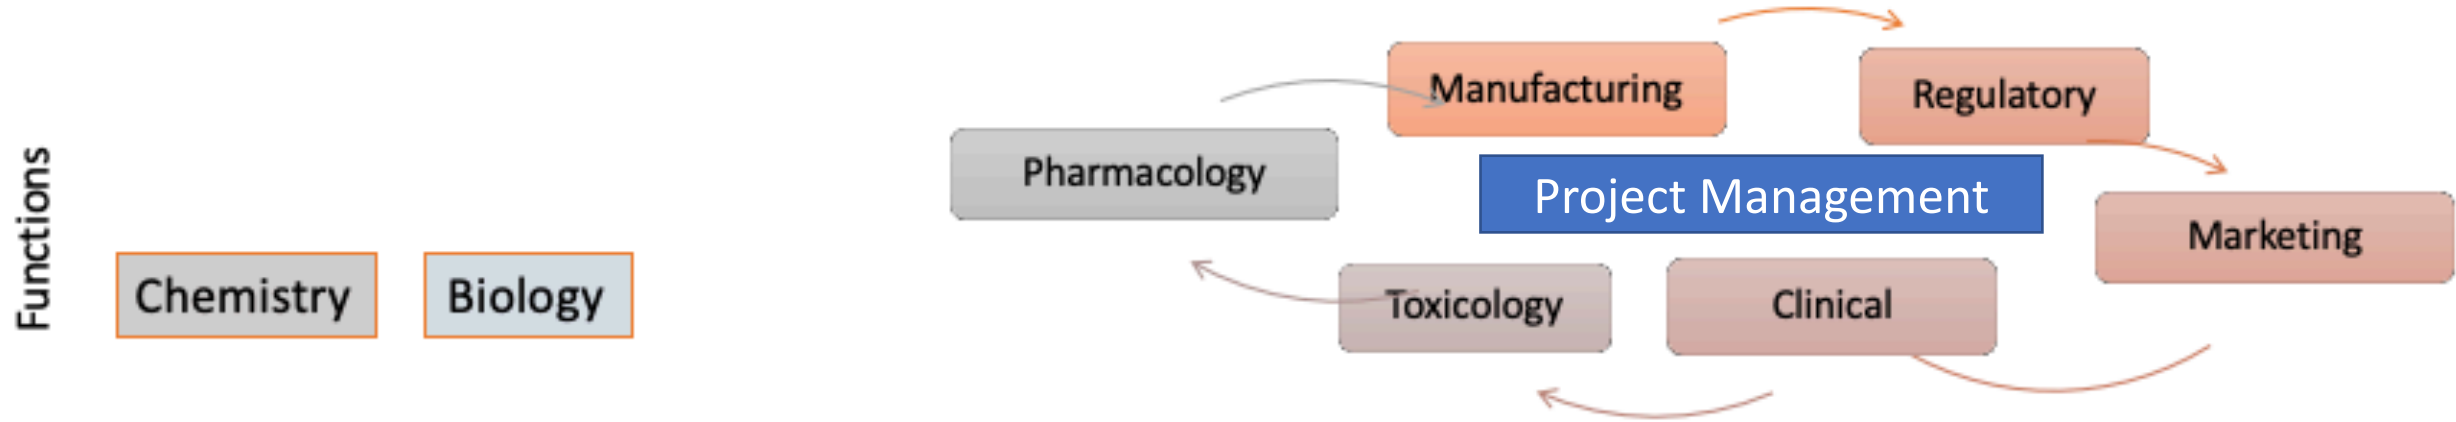 Functions
Chemistry
Biology
Pharmacology
Manufacturing
Regulatory
Project Management
Marketing
Toxicology
Clinical